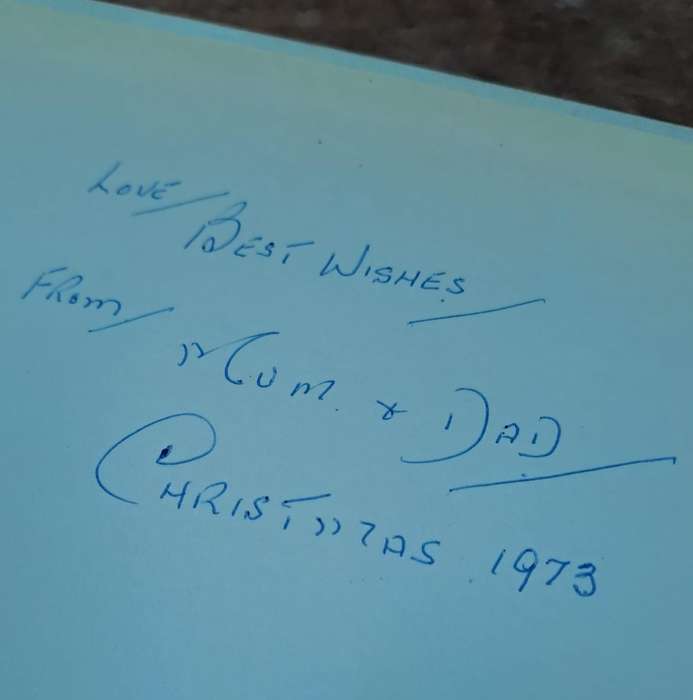 Love/
Best Wishes/
From/
Mum. & Dad
Christmas 1973